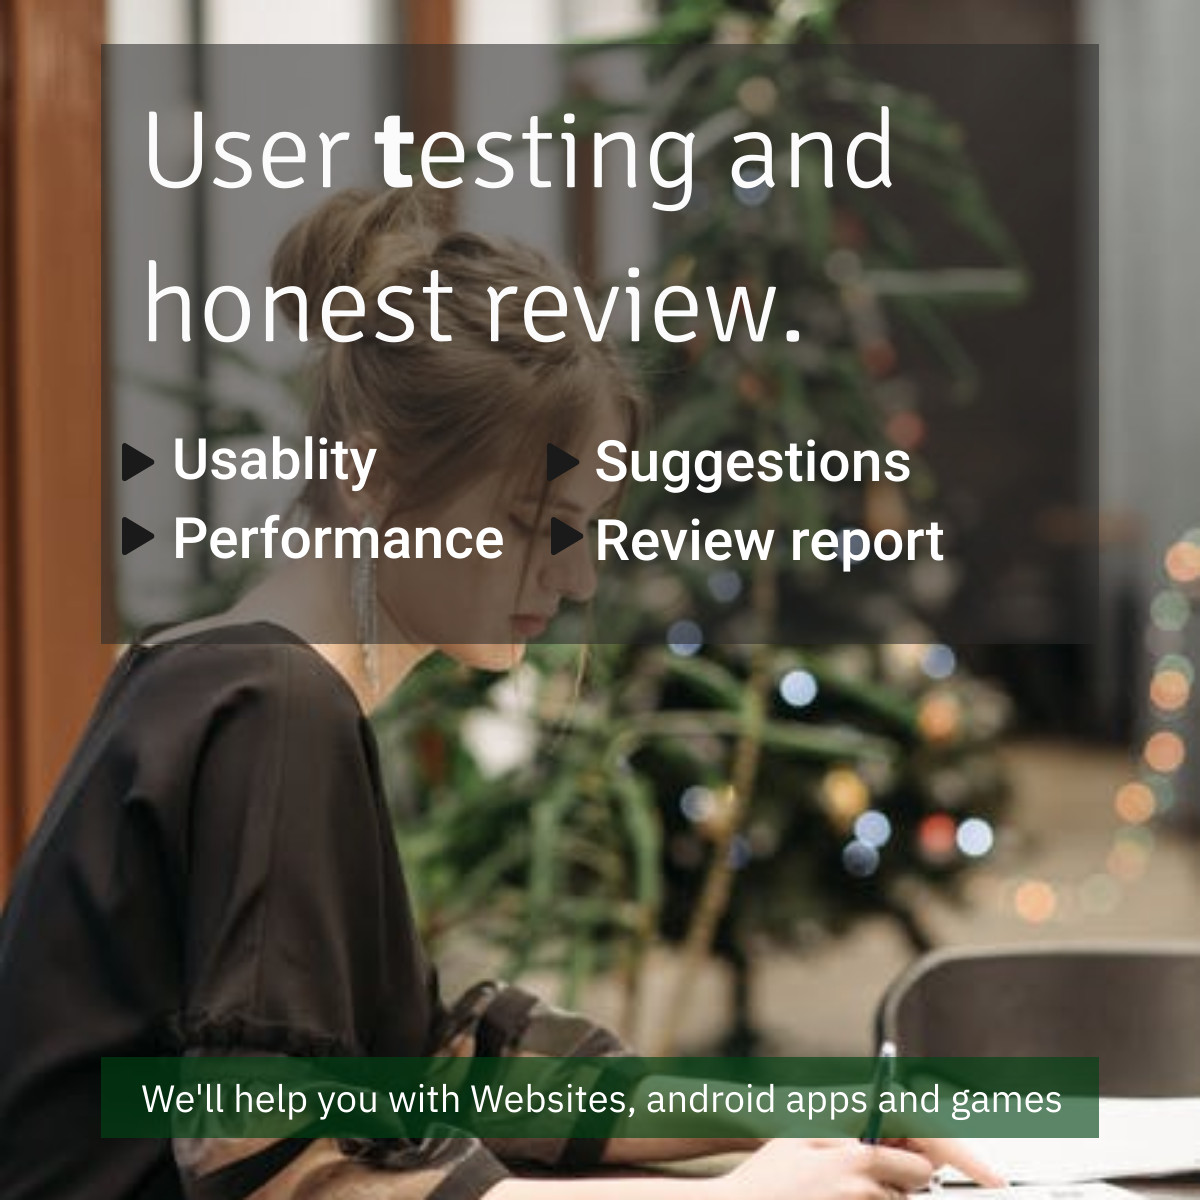 User testing and
honest review.
Usablity
Suggestions
Performance
Review report
We'll help you with Websites, android apps and games